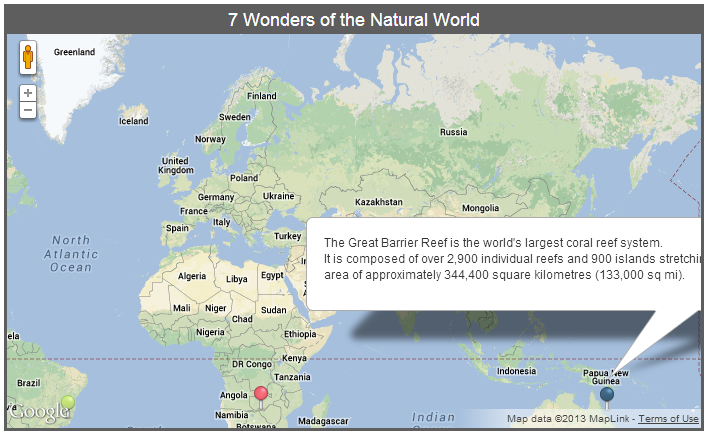 7 Wonders of the Natural World
Greenland
Finland
Iceland
Sweden
Russia
Norway
United
Kingdom
Poland
Germany
Ukraine
Kazakhstan
France
Mongolia
Italy
Spain
Turkey
North
Atlantic
Ocean
The Great Barrier Reef is the world's largest coral reef system.
It is composed of over 2,900 individual reefs and 900 islands stretchin
area of approximately 344,400 square kilometres (133,000 sq mi).
Algeria
Libya
Egypt
Mali
Niger
Sudan
Chad
Nigeria
Ethiopia
ela
DR Congo
Kenya
Indonesia
Papua New
Guinea
Tanzania
Brazil
Angola
Namibia
Madagascar
Botswana
Indian
Google
Map data ©2013 MapLink - Terms of Use